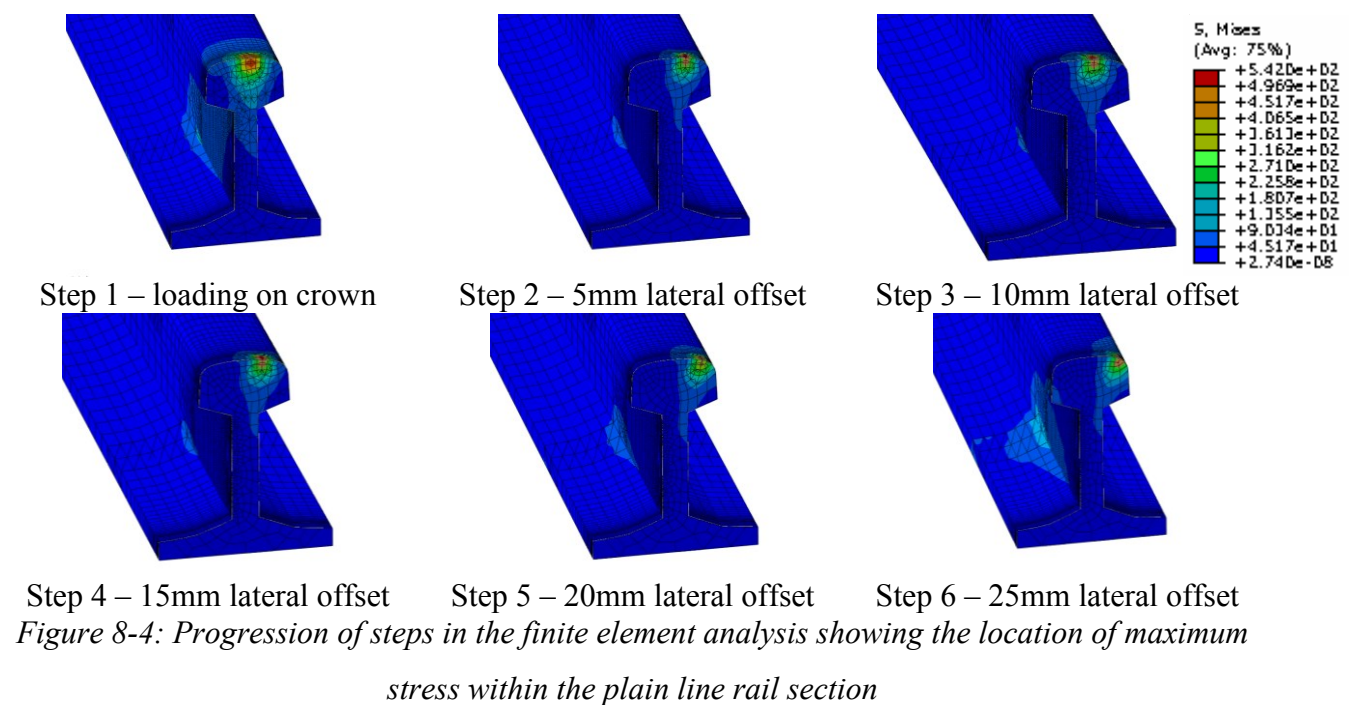 S, Mises
(Avg: 75%)
+5.420e+02
+4.969e+02
+4.517e+02
+4.065e+02
+3.613e+02
+3.162e+02
+2.710e+02
+2.258e+02
+1.807e+02
+1.355e+02
+9.034e+01
+4.517e+01
+2.740e-08
Step 1 – loading on crown
Step 2 – 5mm lateral offset
Step 3 – 10mm lateral offset
Step 4 – 15mm lateral offset
Step 5 – 20mm lateral offset
Step 6 – 25mm lateral offset
Figure 8-4: Progression of steps in the finite element analysis showing the location of maximum
stress within the plain line rail section